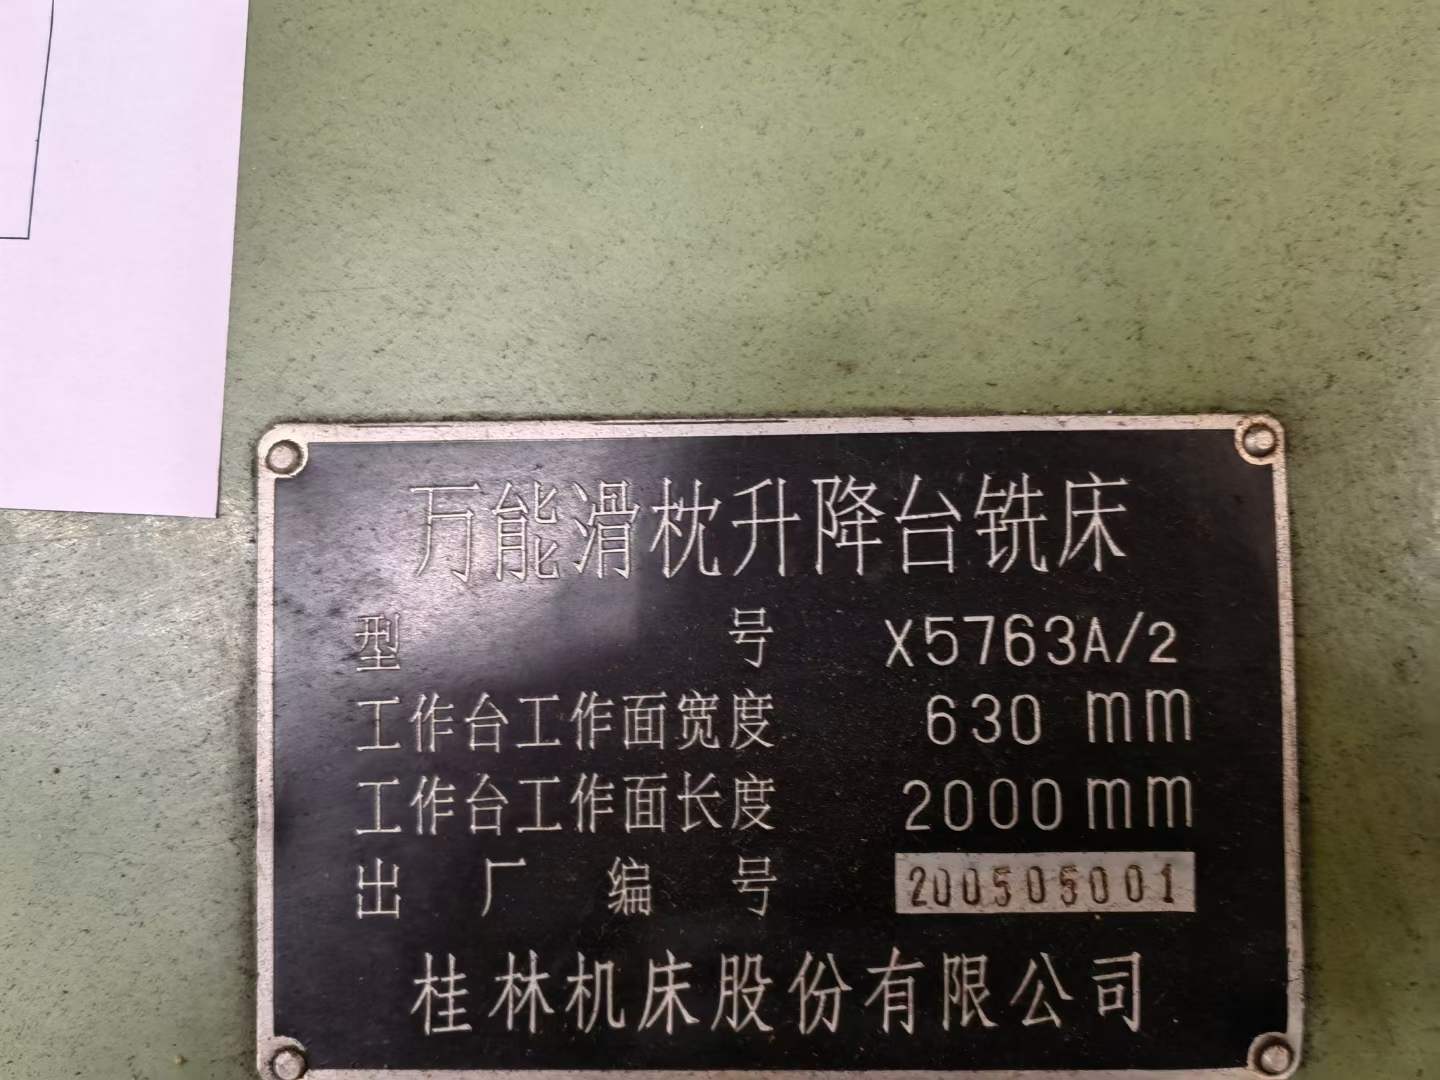 万能滑枕升降台铣床
型号 X5763A/2
工作台工作面宽度 630 mm
工作台工作面长度 2000 mm
出厂编号 200505001
桂林机床股份有限公司